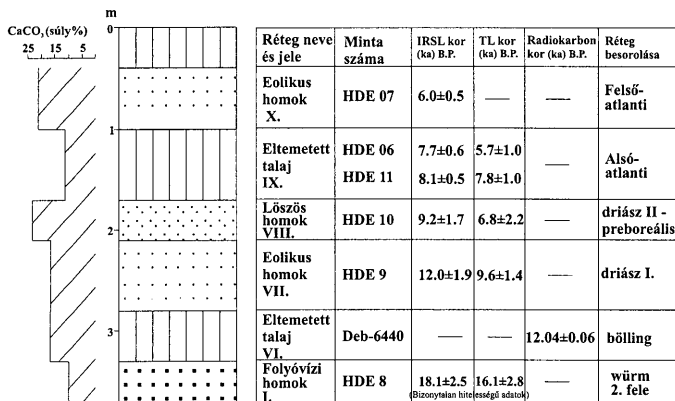 CaCO₃ (súly%)
25 15 5
m
0
1
2
3
Réteg neve és jele | Minta száma | IRSL kor (ka) B.P. | TL kor (ka) B.P. | Radiokarbon kor (ka) B.P. | Réteg besorolása
Eolikus homok X. | HDE 07 | 6.0±0.5 | — | — | Felső-atlanti
Eltemetett talaj IX. | HDE 06 | 7.7±0.6 | 5.7±1.0 | — | Alsó-atlanti
HDE 11 | 8.1±0.5 | 7.8±1.0
Löszös homok VIII. | HDE 10 | 9.2±1.7 | 6.8±2.2 | — | driász II - preboreális
Eolikus homok VII. | HDE 9 | 12.0±1.9 | 9.6±1.4 | — | driász I.
Eltemetett talaj VI. | Deb-6440 | — | — | 12.04±0.06 | bölling
Folyóvízi homok I. | HDE 8 | 18.1±2.5 | 16.1±2.8 | — | würm 2. fele
(Bizonytalan hitelességű adatok)